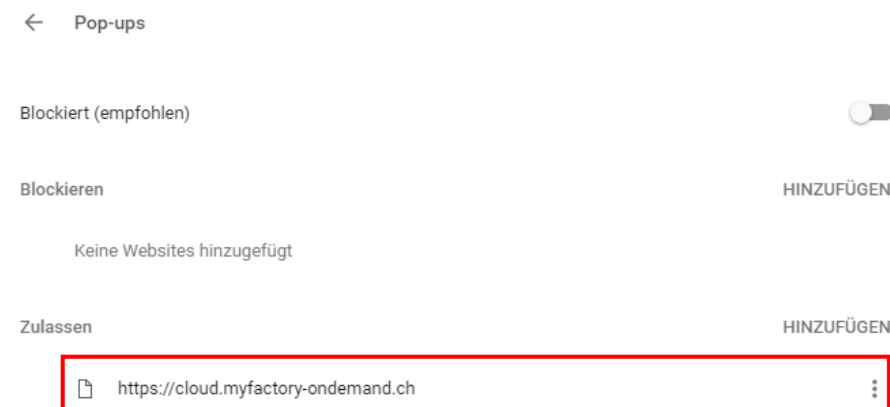 Pop-ups
Blockiert (empfohlen)
Blockieren HINZUFÜGEN
Keine Websites hinzugefügt
Zulassen HINZUFÜGEN
https://cloud.myfactory-ondemand.ch